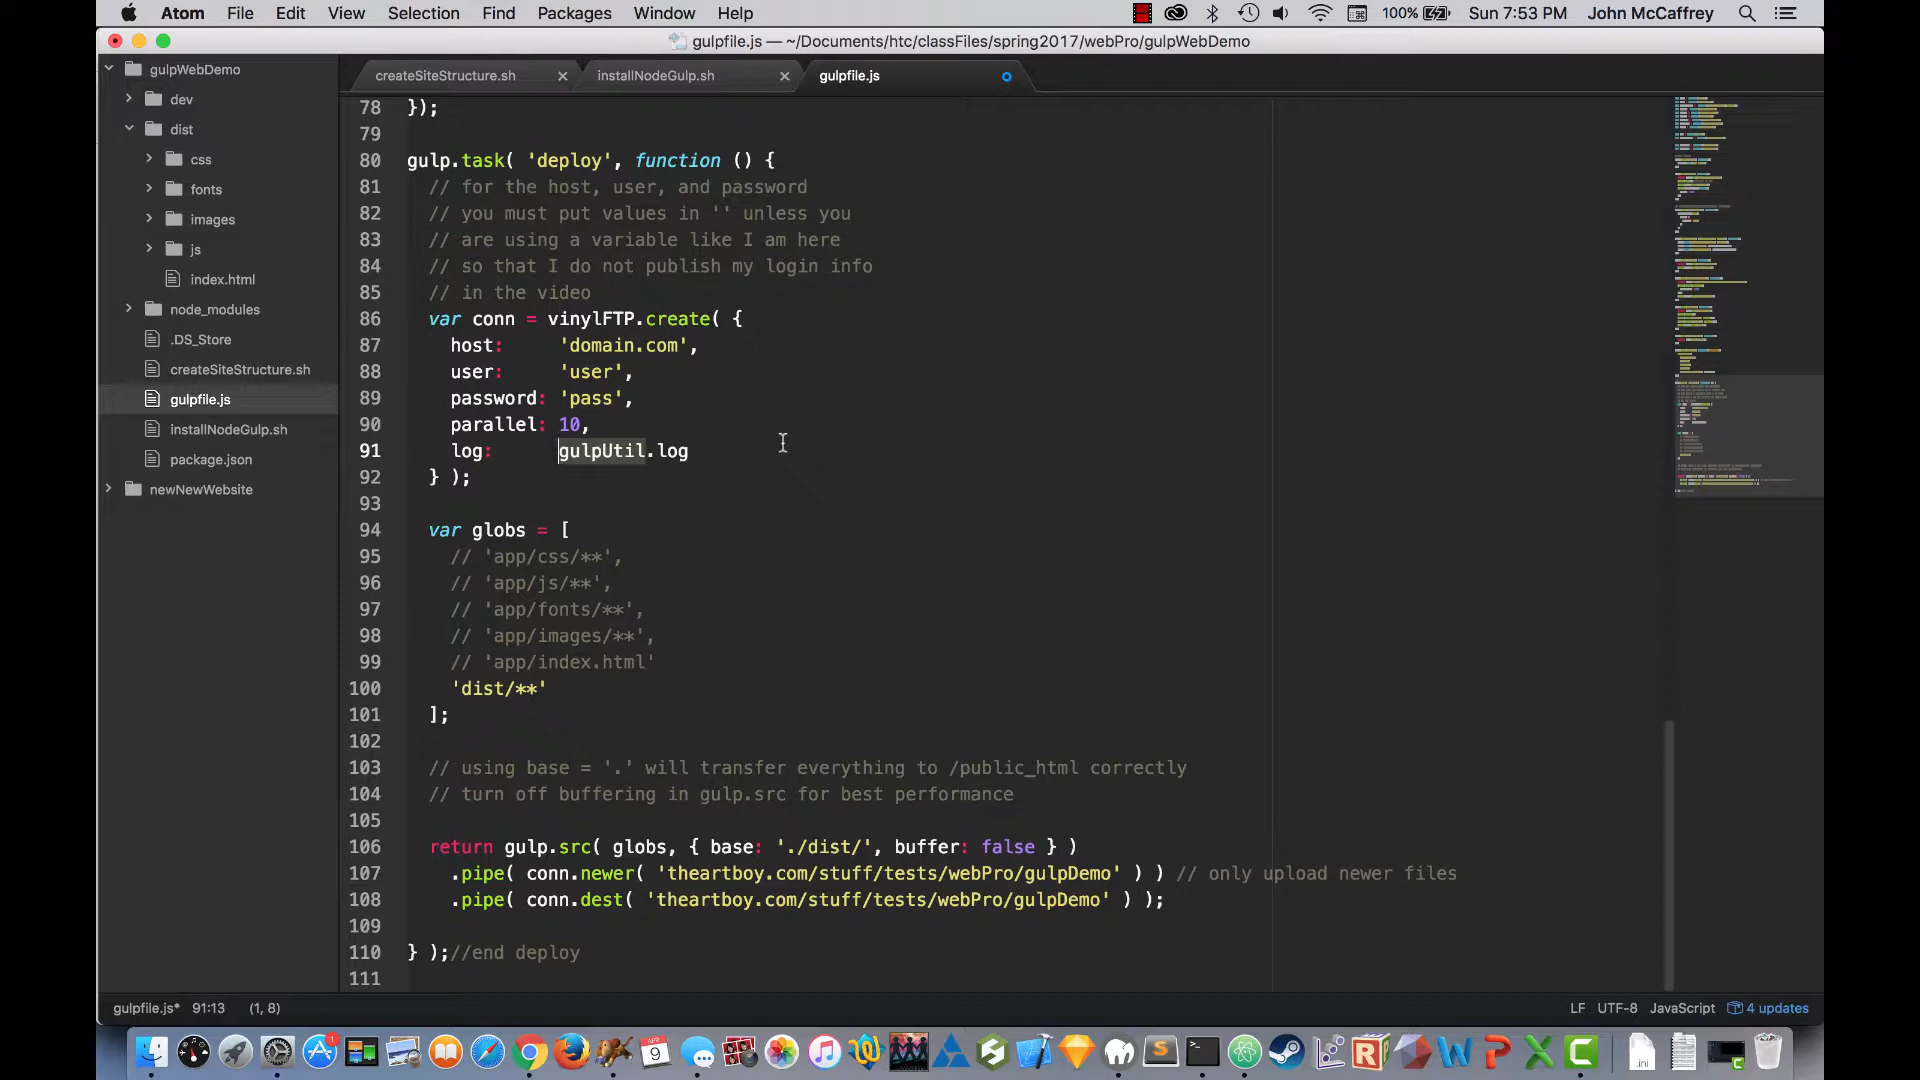 Atom File Edit View Selection Find Packages Window Help 100% Sun 7:53 PM John McCaffrey
gulpfile.js — ~/Documents/htc/classFiles/spring2017/webPro/gulpWebDemo
gulpWebDemo
dev
dist
css
fonts
images
js
index.html
node_modules
.DS_Store
createSiteStructure.sh
gulpfile.js
installNodeGulp.sh
package.json
newNewWebsite
createSiteStructure.sh installNodeGulp.sh gulpfile.js
78 });
79
80 gulp.task( 'deploy', function () {
81 // for the host, user, and password
82 // you must put values in '' unless you
83 // are using a variable like I am here
84 // so that I do not publish my login info
85 // in the video
86 var conn = vinylFTP.create( {
87 host: 'domain.com',
88 user: 'user',
89 password: 'pass',
90 parallel: 10,
91 log: gulpUtil.log
92 } );
93
94 var globs = [
95 // 'app/css/**',
96 // 'app/js/**',
97 // 'app/fonts/**',
98 // 'app/images/**',
99 // 'app/index.html'
100 'dist/**'
101 ];
102
103 // using base = '.' will transfer everything to /public_html correctly
104 // turn off buffering in gulp.src for best performance
105
106 return gulp.src( globs, { base: './dist/', buffer: false } )
107 .pipe( conn.newer( 'theartboy.com/stuff/tests/webPro/gulpDemo' ) ) // only upload newer files
108 .pipe( conn.dest( 'theartboy.com/stuff/tests/webPro/gulpDemo' ) );
109
110 } );//end deploy
111
gulpfile.js* 91:13 (1, 8) LF UTF-8 JavaScript 4 updates